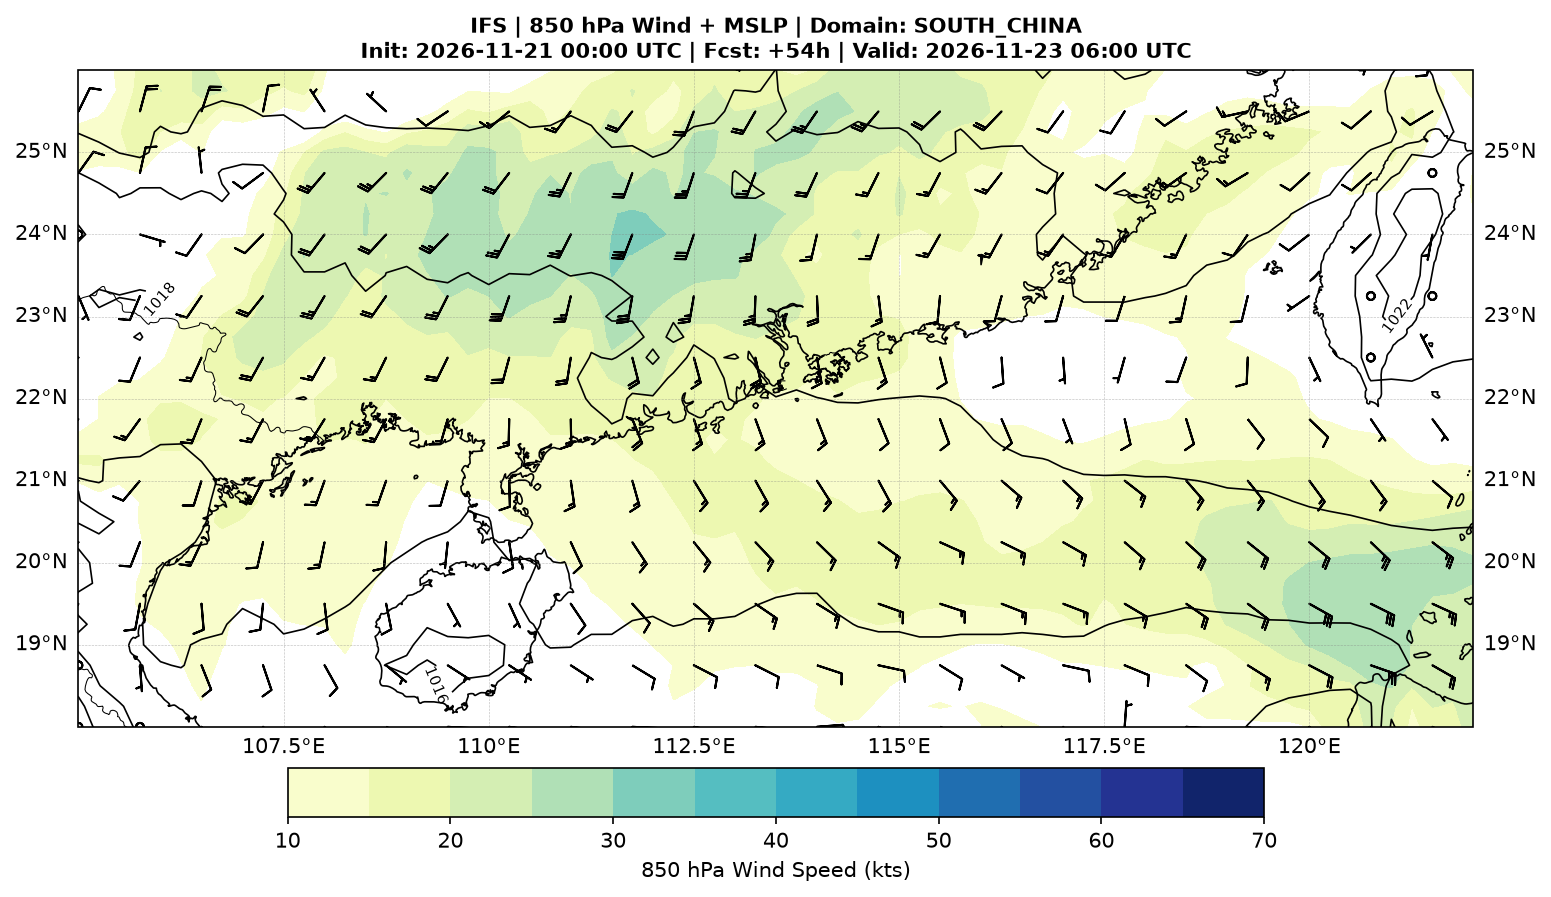 IFS | 850 hPa Wind + MSLP | Domain: SOUTH_CHINA
Init: 2026-11-21 00:00 UTC | Fcst: +54h | Valid: 2026-11-23 06:00 UTC
25°N 25°N
24°N 24°N
1018
23°N 1022 23°N
22°N 22°N
21°N 21°N
20°N 20°N
19°N 19°N
1016
107.5°E 110°E 112.5°E 115°E 117.5°E 120°E
10 20 30 40 50 60 70
850 hPa Wind Speed (kts)